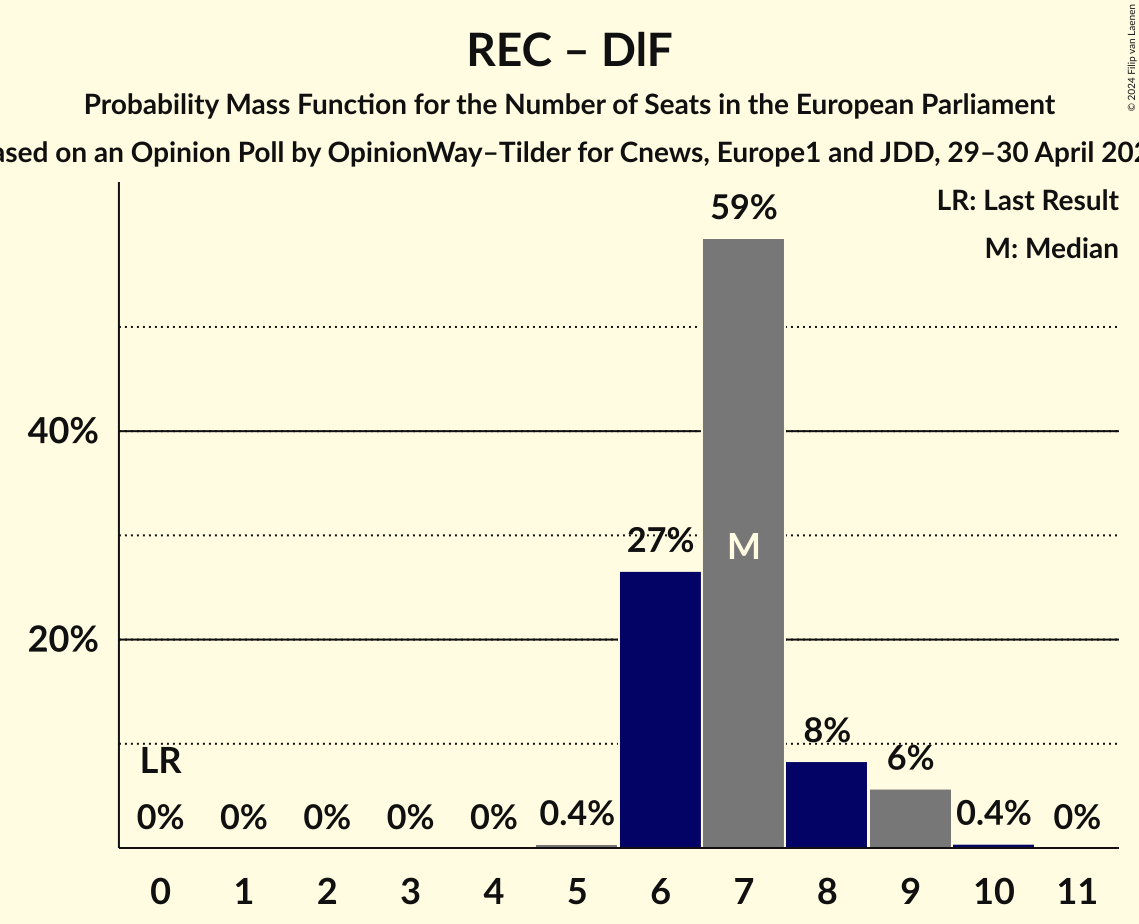 REC – DlF
Probability Mass Function for the Number of Seats in the European Parliament
on an Opinion Poll by OpinionWay–Tilder for Cnews, Europe1 and JDD, 29–30 April
© 2024 Filip van Laenen
LR: Last Result
M: Median
59%
40%
27%
M
20%
8%
6%
LR
0% 0% 0% 0% 0% 0.4% 0.4% 0%
0 1 2 3 4 5 6 7 8 9 10 11